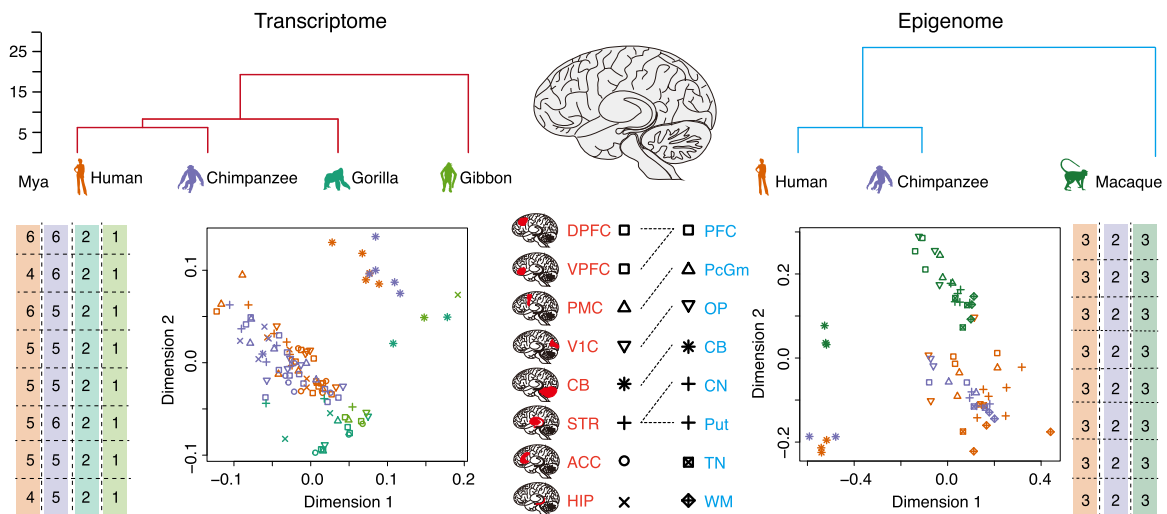 Transcriptome
Epigenome
25
15
5
Mya
Human
Chimpanzee
Gorilla
Gibbon
Human
Chimpanzee
Macaque
6 6 2 1
4 6 2 1
6 5 2 1
5 5 2 1
5 5 2 1
5 6 2 1
5 5 2 1
4 5 2 1
Dimension 2
0.1
0.0
−0.1
−0.1 0.0 0.1 0.2
Dimension 1
DPFC PFC
VPFC PcGm
PMC OP
V1C CB
CB CN
STR Put
ACC TN
HIP WM
Dimension 2
0.2
0.0
−0.2
−0.4 0.0 0.4
Dimension 1
3 2 3
3 2 3
3 2 3
3 2 3
3 2 3
3 2 3
3 2 3
3 2 3